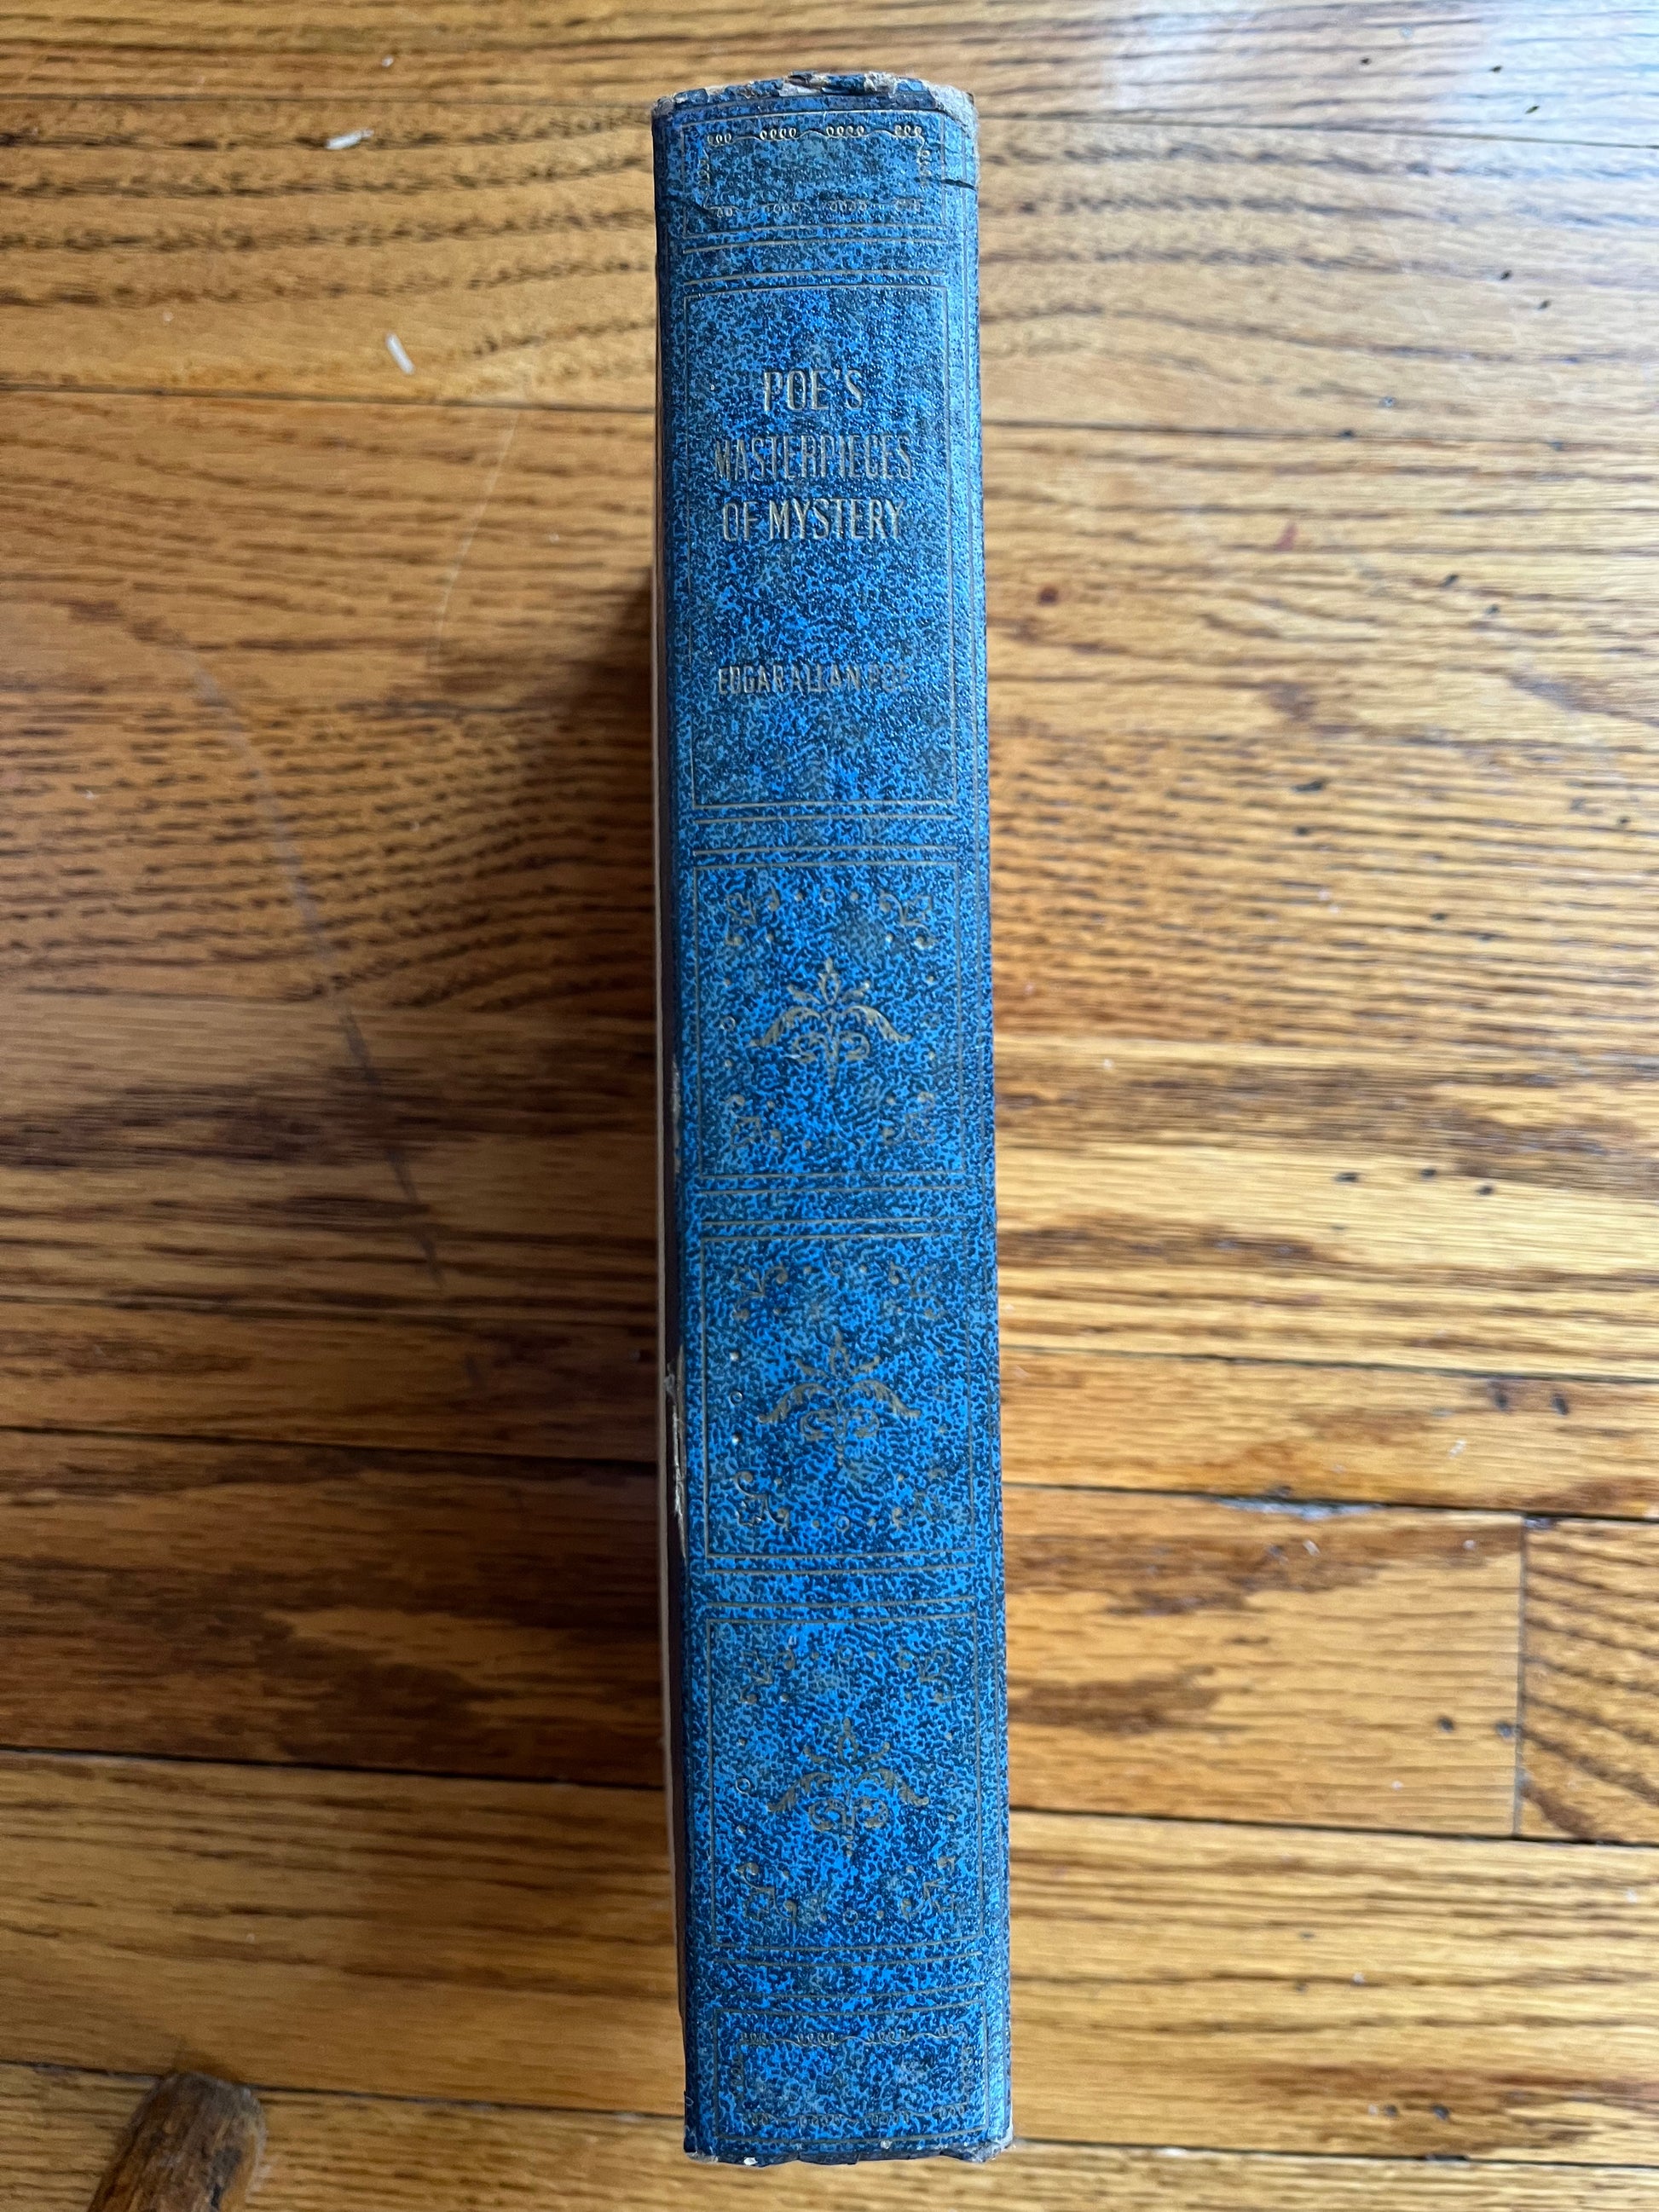 POE'S
MASTERPIECES
OF MYSTERY
EDGAR ALLAN POE